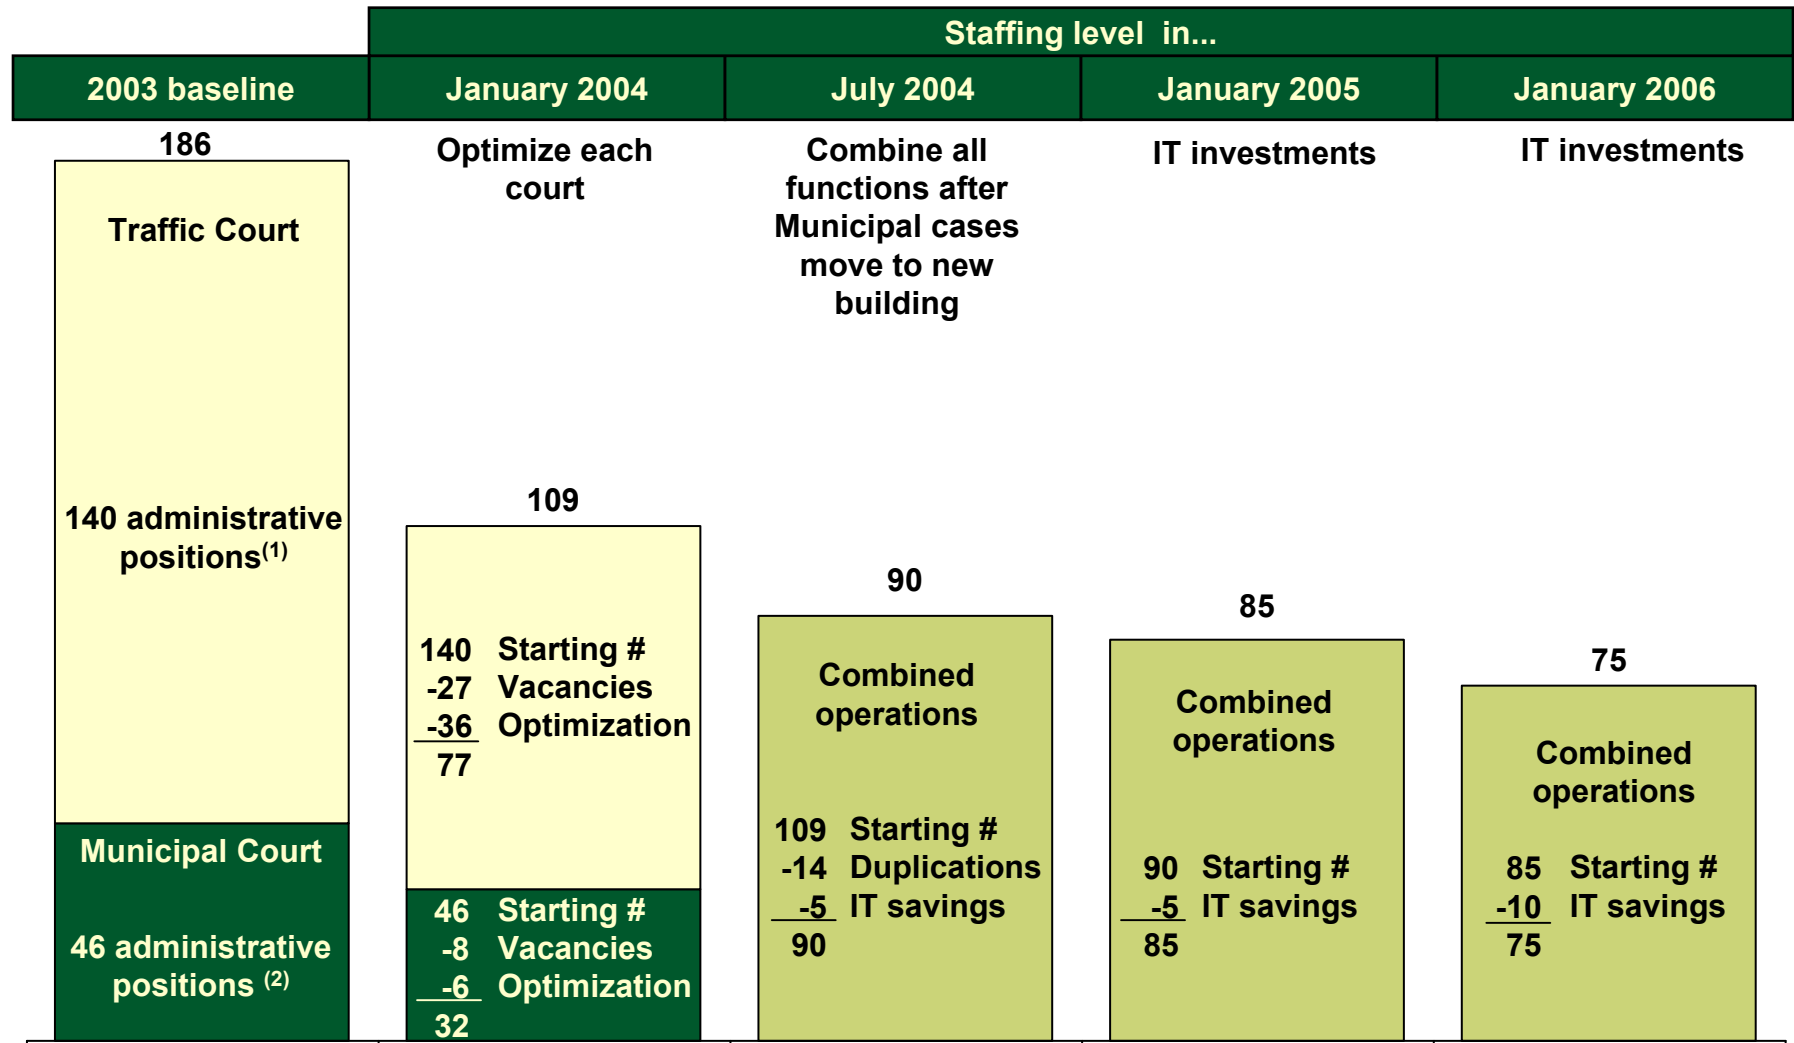 Staffing level in...
2003 baseline
January 2004
July 2004
January 2005
January 2006
186
Traffic Court
140 administrative
positions(1)
Municipal Court
46 administrative
positions (2)
Optimize each
court
109
140 Starting #
-27 Vacancies
-36 Optimization
77
46 Starting #
-8 Vacancies
-6 Optimization
32
Combine all
functions after
Municipal cases
move to new
building
90
Combined
operations
109 Starting #
-14 Duplications
-5 IT savings
90
IT investments
85
Combined
operations
90 Starting #
-5 IT savings
85
IT investments
75
Combined
operations
85 Starting #
-10 IT savings
75